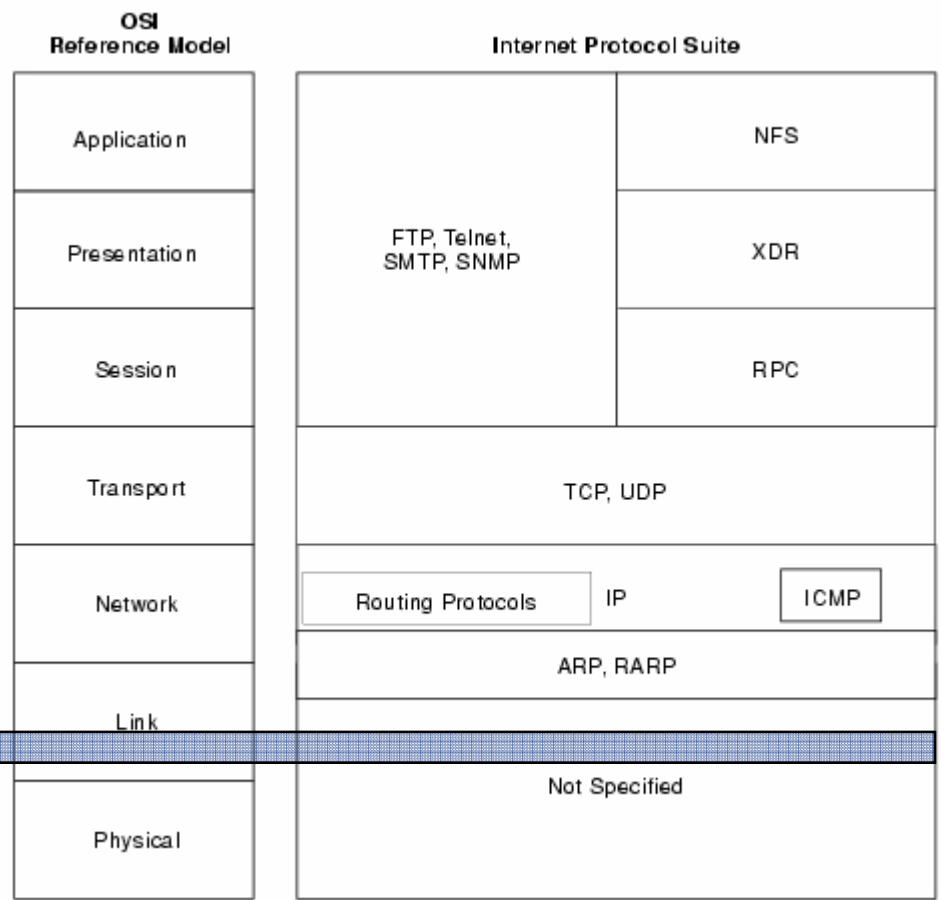 OSI
Reference Model
Internet Protocol Suite
Application
Presentation
Session
Transport
Network
Link
Physical
FTP, Telnet,
SMTP, SNMP
NFS
XDR
RPC
TCP, UDP
Routing Protocols
IP
ICMP
ARP, RARP
Not Specified